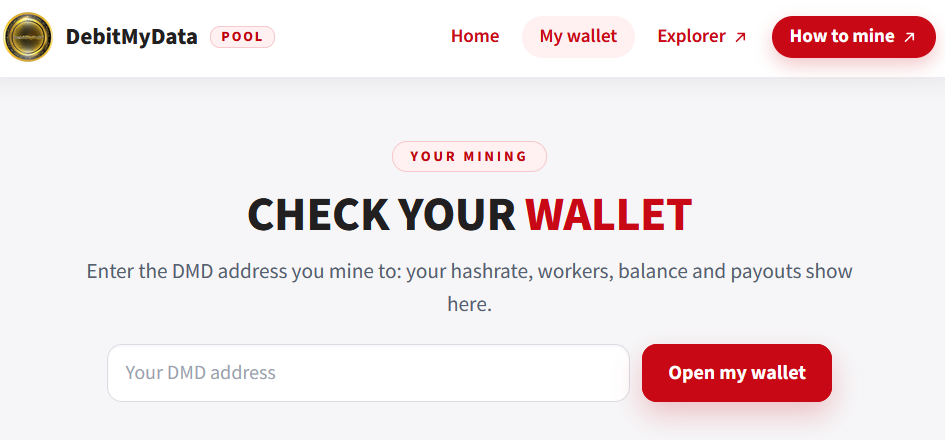 DebitMyData POOL Home My wallet Explorer ↗ How to mine ↗
YOUR MINING
CHECK YOUR WALLET
Enter the DMD address you mine to: your hashrate, workers, balance and payouts show
here.
Your DMD address Open my wallet